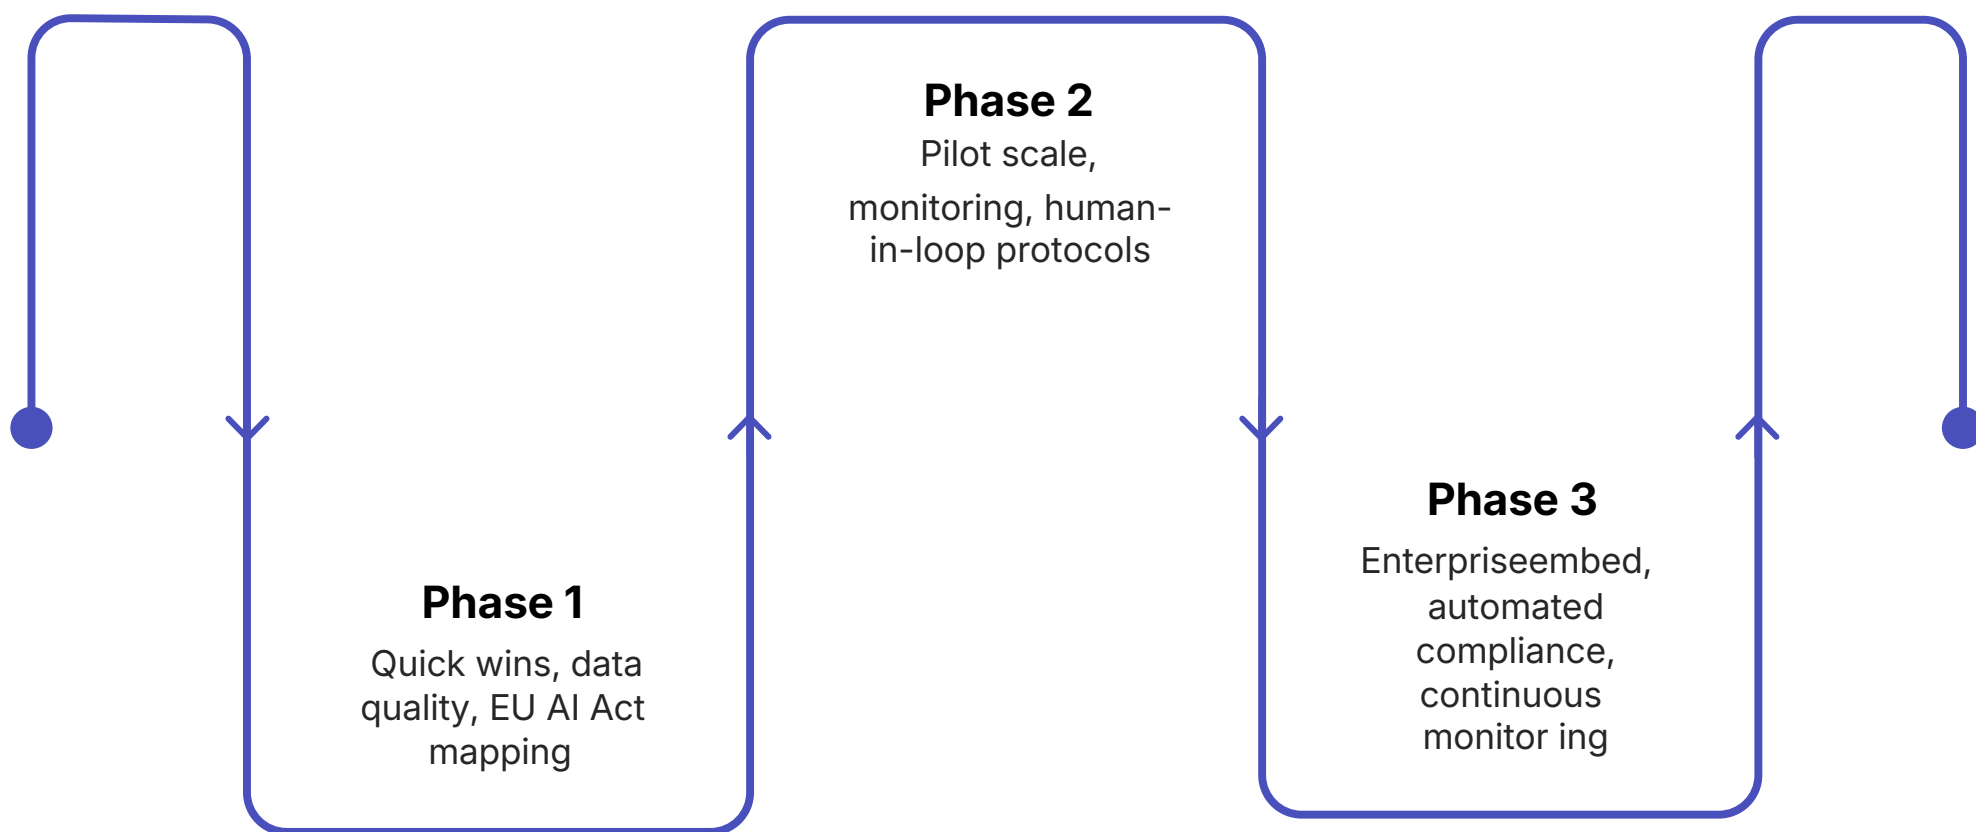 Phase 1
Quick wins, data
quality, EU AI Act
mapping
Phase 2
Pilot scale,
monitoring, human-
in-loop protocols
Phase 3
Enterpriseembed,
automated
compliance,
continuous
monitor ing